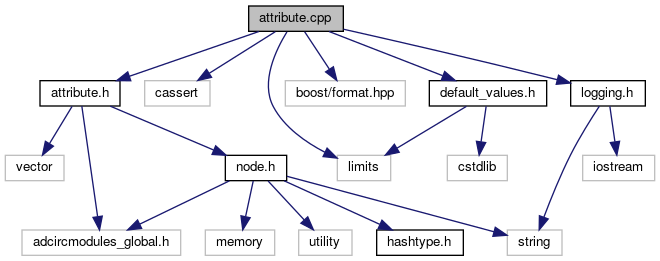 attribute.cpp
attribute.h
cassert
boost/format.hpp
default_values.h
logging.h
vector
node.h
limits
cstdlib
iostream
adcircmodules_global.h
memory
utility
hashtype.h
string